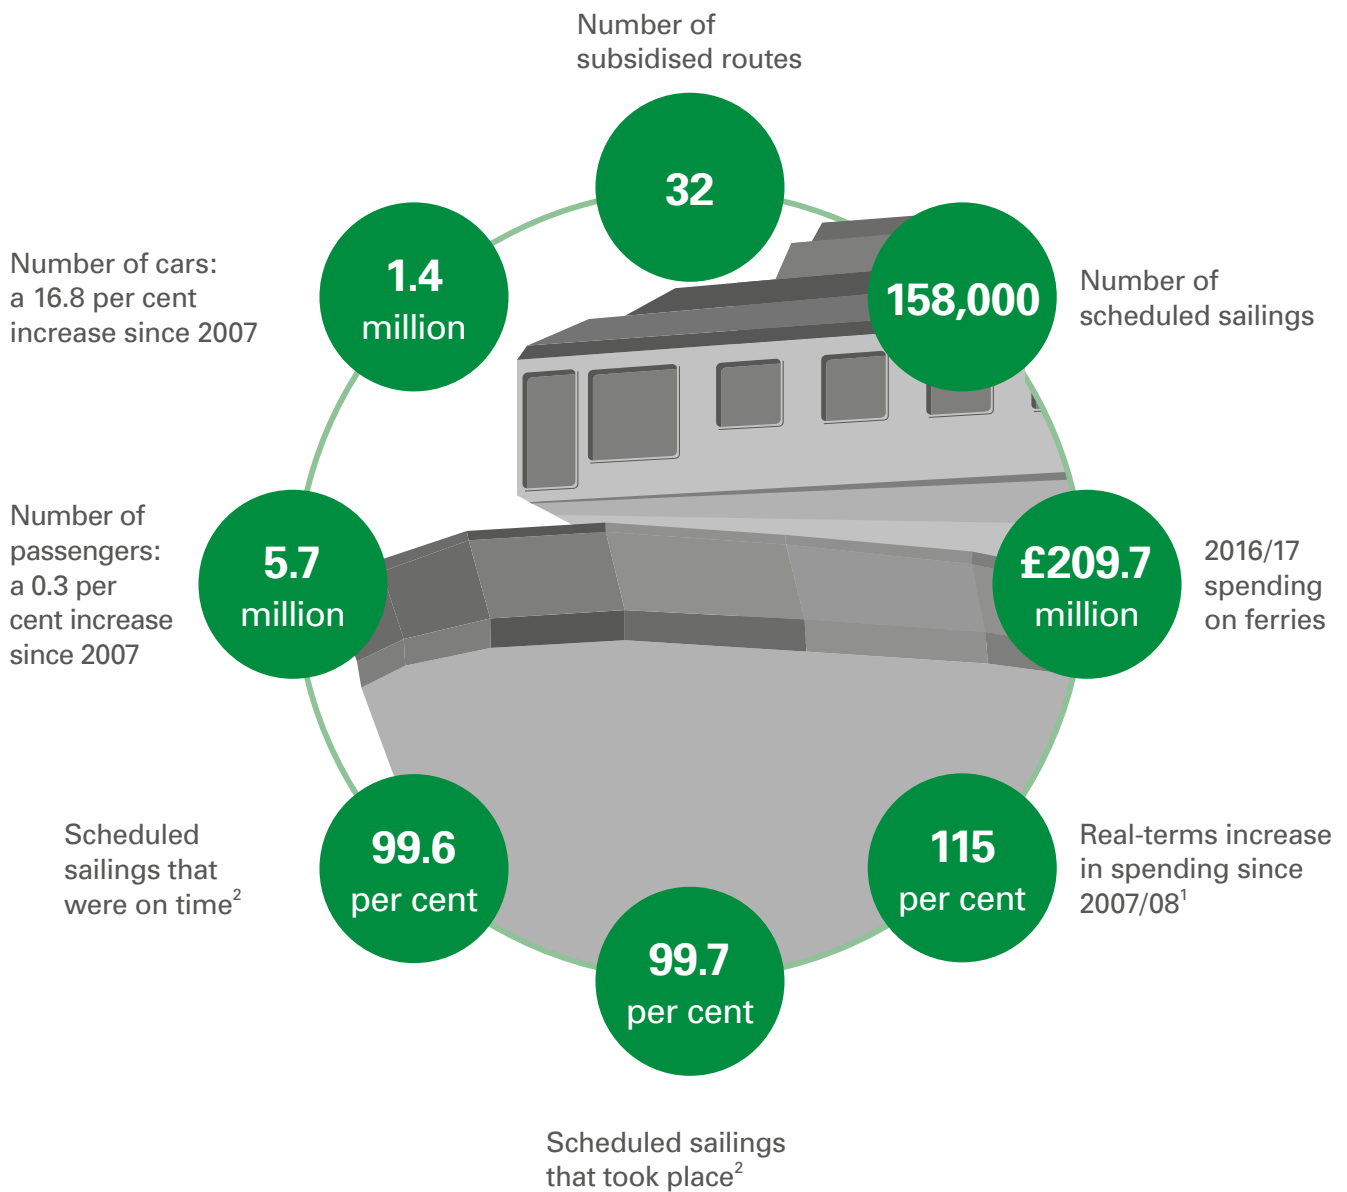 Number of
subsidised routes
32
158,000
Number of
scheduled sailings
£209.7
million
2016/17
spending
on ferries
115
per cent
Real-terms increase
in spending since
2007/08¹
99.7
per cent
Scheduled sailings
that took place²
99.6
per cent
Scheduled
sailings that
were on time²
5.7
million
Number of
passengers:
a 0.3 per
cent increase
since 2007
1.4
million
Number of cars:
a 16.8 per cent
increase since 2007